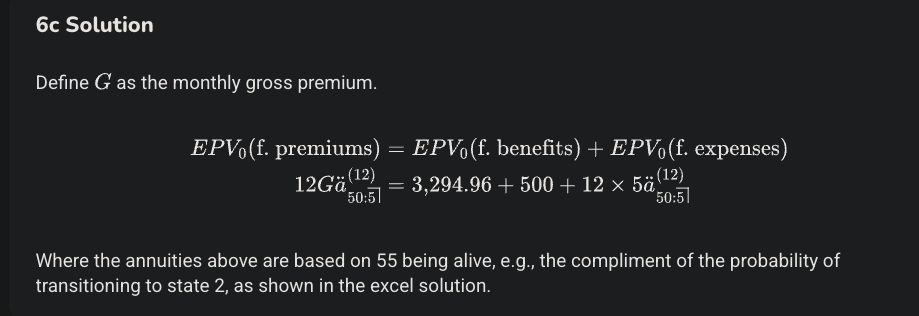 6c Solution
Define G as the monthly gross premium.
EPV₀(f. premiums) = EPV₀(f. benefits) + EPV₀(f. expenses)
12Gä⁽¹²⁾₅₀:₅̅| = 3,294.96 + 500 + 12 × 5ä⁽¹²⁾₅₀:₅̅|
Where the annuities above are based on 55 being alive, e.g., the compliment of the probability of
transitioning to state 2, as shown in the excel solution.